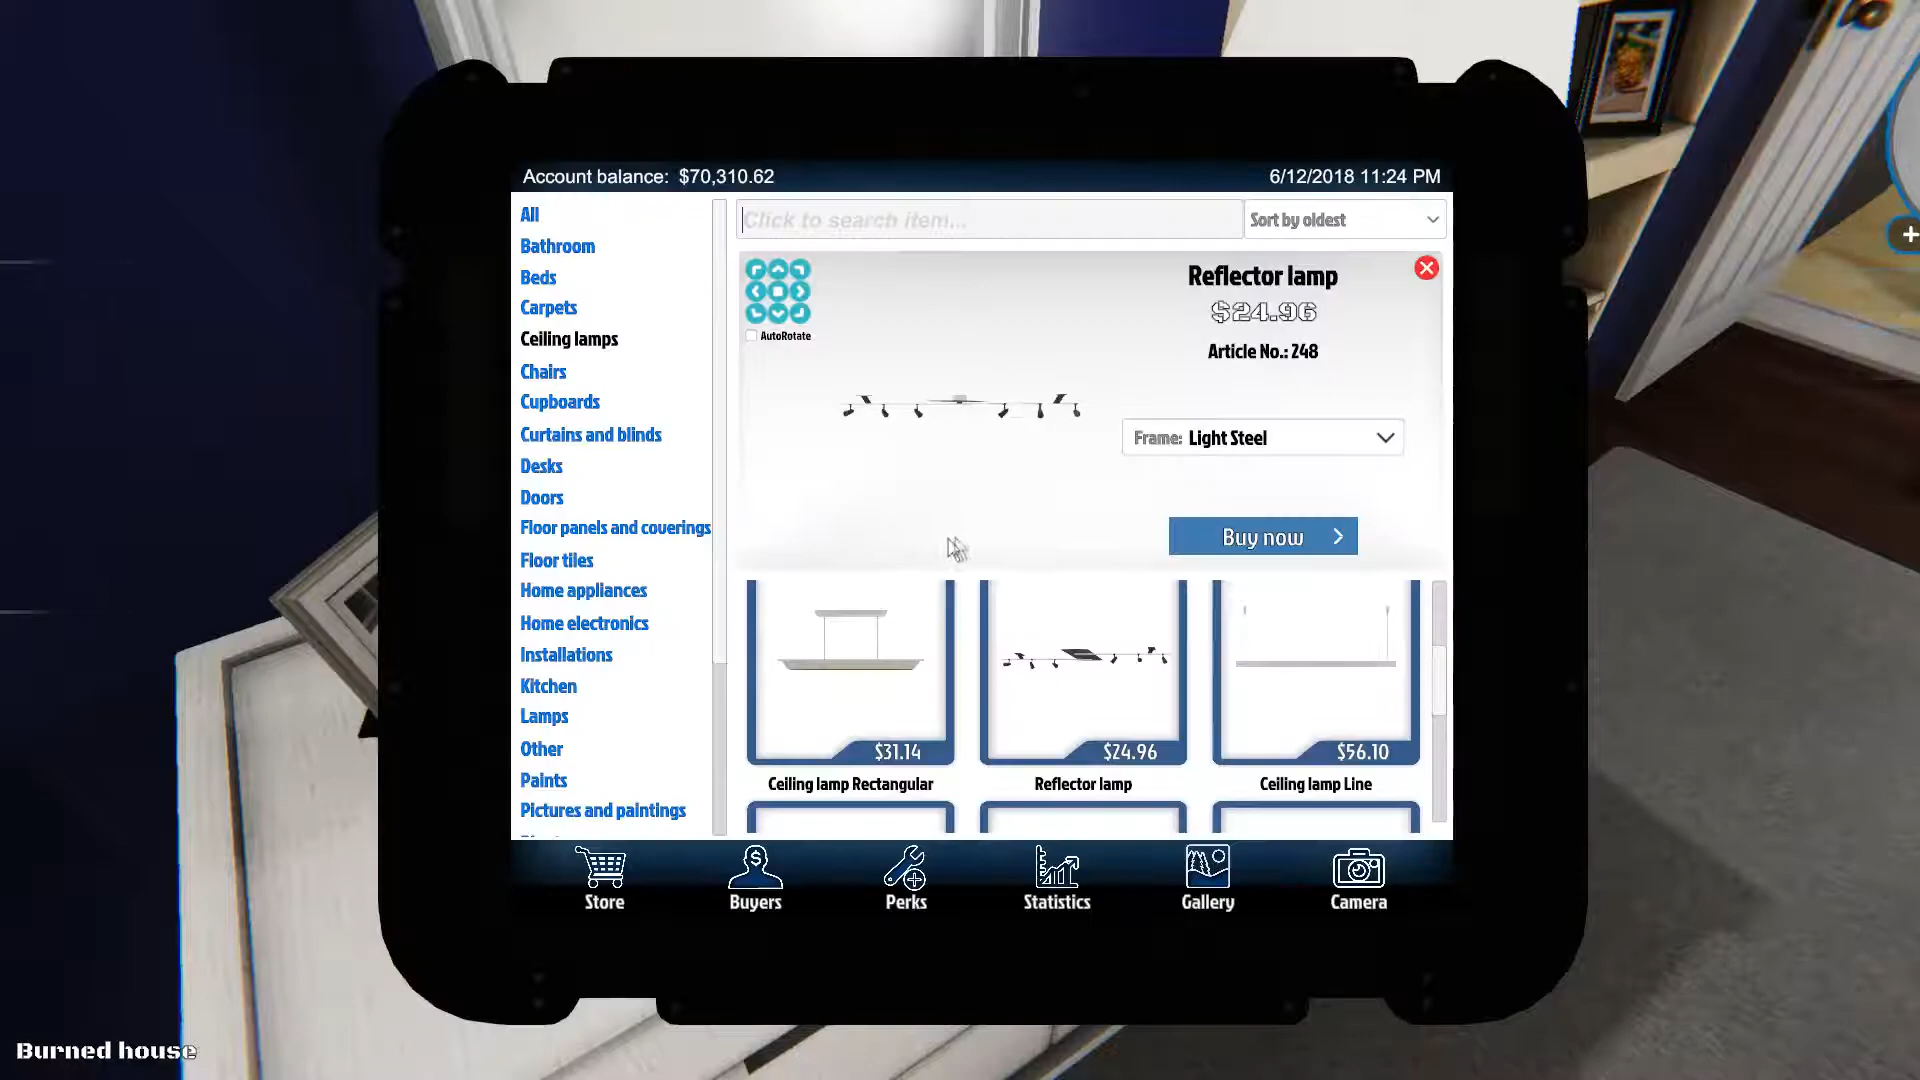 Account balance: $70,310.62
6/12/2018 11:24 PM
All
Bathroom
Beds
Carpets
Ceiling lamps
Chairs
Cupboards
Curtains and blinds
Desks
Doors
Floor panels and coverings
Floor tiles
Home appliances
Home electronics
Installations
Kitchen
Lamps
Other
Paints
Pictures and paintings
Click to search item...
Sort by oldest
AutoRotate
Reflector lamp
$24.96
Article No.: 248
Frame: Light Steel
Buy now
$31.14
$24.96
$56.10
Ceiling lamp Rectangular
Reflector lamp
Ceiling lamp Line
Store
Buyers
Perks
Statistics
Gallery
Camera
Burned house